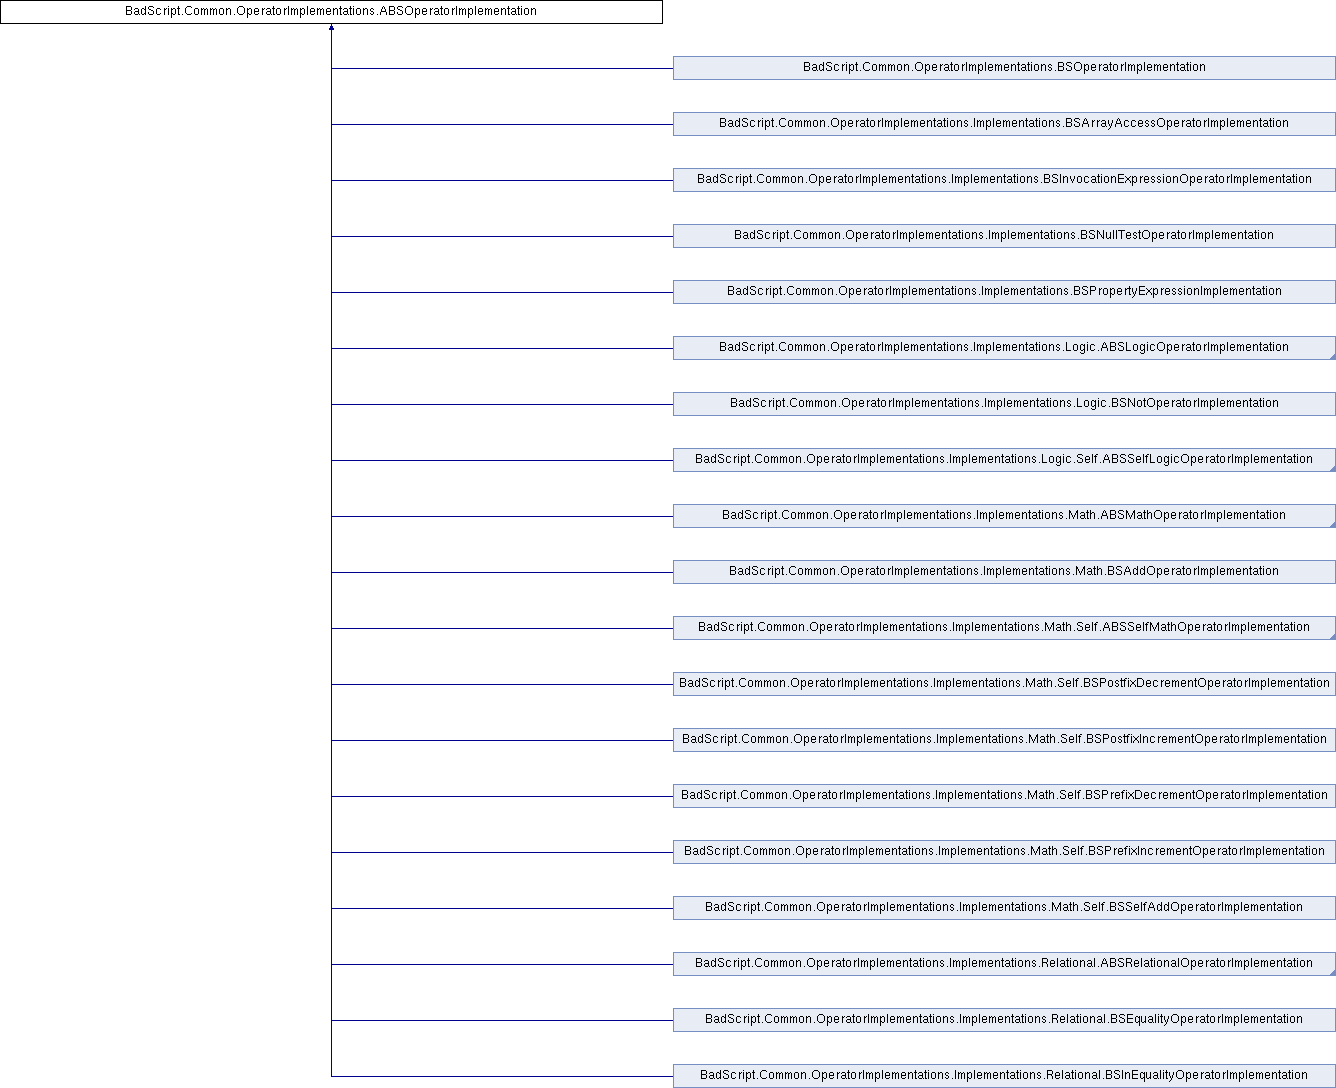 BadScript.Common.OperatorImplementations.ABSOperatorImplementation
BadScript.Common.OperatorImplementations.BSOperatorImplementation
BadScript.Common.OperatorImplementations.Implementations.BSArrayAccessOperatorImplementation
BadScript.Common.OperatorImplementations.Implementations.BSInvocationExpressionOperatorImplementation
BadScript.Common.OperatorImplementations.Implementations.BSNullTestOperatorImplementation
BadScript.Common.OperatorImplementations.Implementations.BSPropertyExpressionImplementation
BadScript.Common.OperatorImplementations.Implementations.Logic.ABSLogicOperatorImplementation
BadScript.Common.OperatorImplementations.Implementations.Logic.BSNotOperatorImplementation
BadScript.Common.OperatorImplementations.Implementations.Logic.Self.ABSSelfLogicOperatorImplementation
BadScript.Common.OperatorImplementations.Implementations.Math.ABSMathOperatorImplementation
BadScript.Common.OperatorImplementations.Implementations.Math.BSAddOperatorImplementation
BadScript.Common.OperatorImplementations.Implementations.Math.Self.ABSSelfMathOperatorImplementation
BadScript.Common.OperatorImplementations.Implementations.Math.Self.BSPostfixDecrementOperatorImplementation
BadScript.Common.OperatorImplementations.Implementations.Math.Self.BSPostfixIncrementOperatorImplementation
BadScript.Common.OperatorImplementations.Implementations.Math.Self.BSPrefixDecrementOperatorImplementation
BadScript.Common.OperatorImplementations.Implementations.Math.Self.BSPrefixIncrementOperatorImplementation
BadScript.Common.OperatorImplementations.Implementations.Math.Self.BSSelfAddOperatorImplementation
BadScript.Common.OperatorImplementations.Implementations.Relational.ABSRelationalOperatorImplementation
BadScript.Common.OperatorImplementations.Implementations.Relational.BSEqualityOperatorImplementation
BadScript.Common.OperatorImplementations.Implementations.Relational.BSInEqualityOperatorImplementation